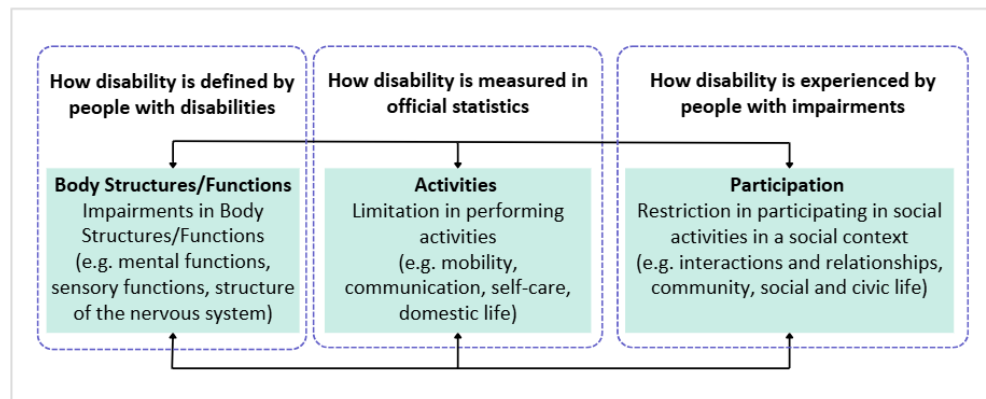 How disability is defined by
people with disabilities
How disability is measured in
official statistics
How disability is experienced by
people with impairments
Body Structures/Functions
Impairments in Body
Structures/Functions
(e.g. mental functions,
sensory functions, structure
of the nervous system)
Activities
Limitation in performing
activities
(e.g. mobility,
communication, self-care,
domestic life)
Participation
Restriction in participating in social
activities in a social context
(e.g. interactions and relationships,
community, social and civic life)